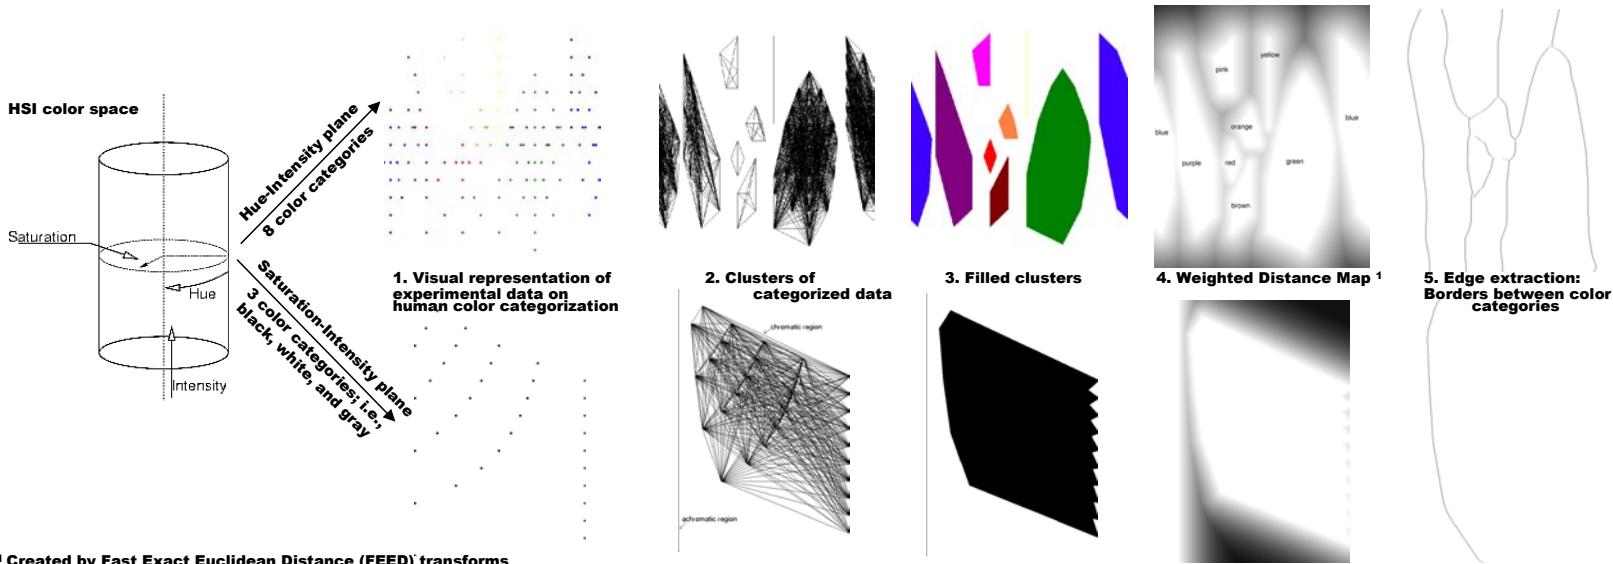 HSI color space
Saturation
Hue
Intensity
Hue-Intensity plane
8 color categories
Saturation-Intensity plane
3 color categories; i.e.,
black, white, and gray
1. Visual representation of
experimental data on
human color categorization
2. Clusters of
categorized data
3. Filled clusters
4. Weighted Distance Map 1
5. Edge extraction:
Borders between color
categories
pink
yellow
blue
orange
blue
purple
red
green
brown
chromatic region
achromatic region
1 Created by Fast Exact Euclidean Distance (FEED) transforms